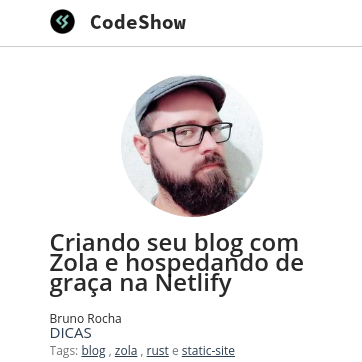 CodeShow
Criando seu blog com
Zola e hospedando de
graça na Netlify
Bruno Rocha
DICAS
Tags: blog , zola , rust e static-site